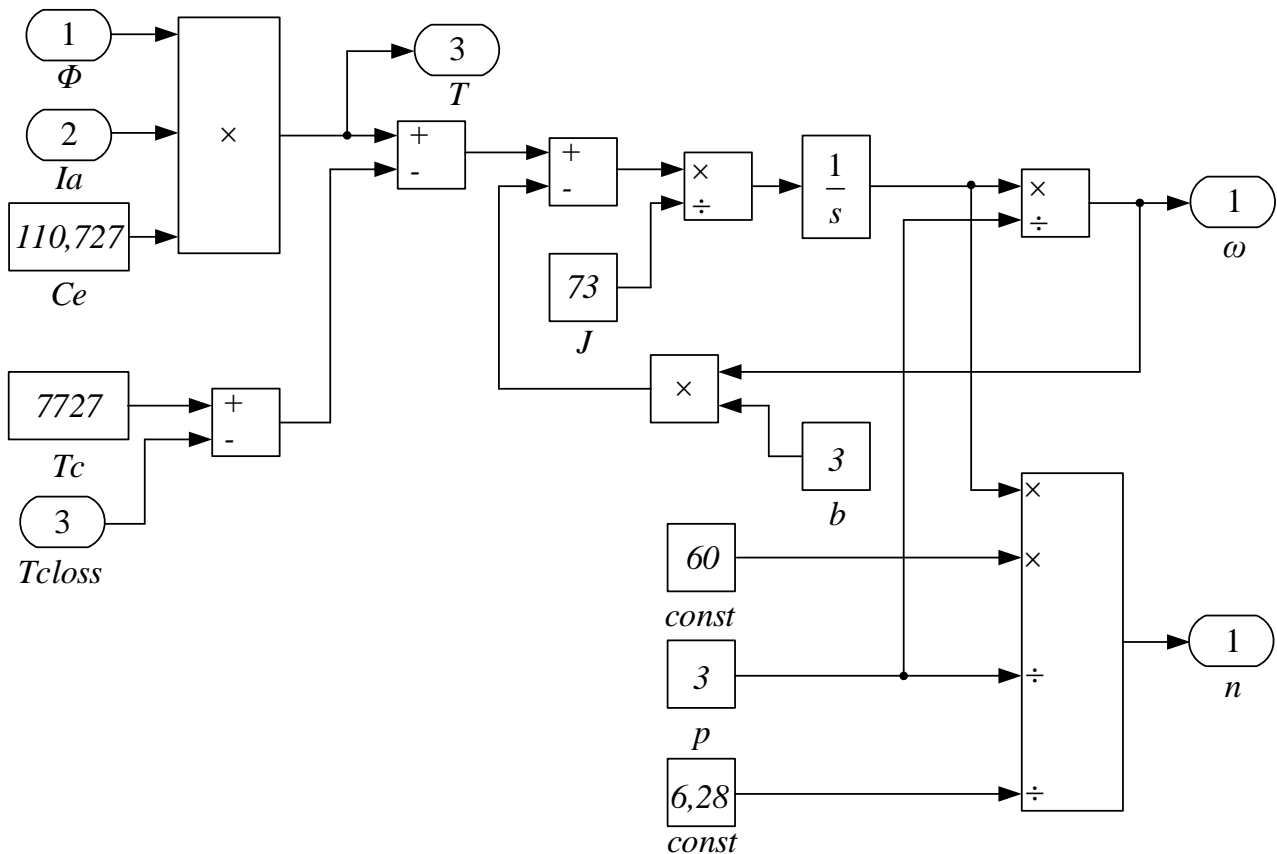 1
Φ
2
Ia
110,727
Ce
×
3
T
+
-
+
-
×
÷
1
s
×
÷
1
ω
73
J
7727
Tc
+
-
3
Tcloss
×
3
b
×
×
÷
÷
60
const
3
p
6,28
const
1
n